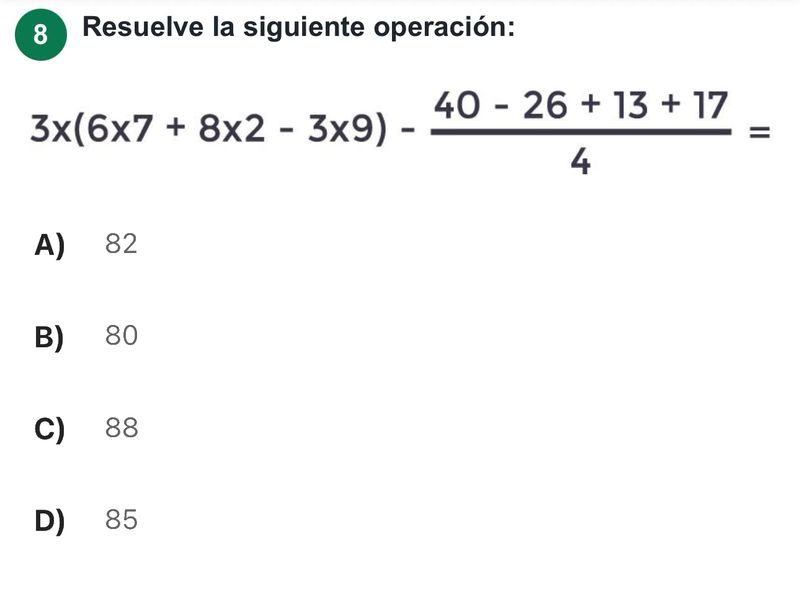 8 Resuelve la siguiente operación:
40 - 26 + 13 + 17
3x(6x7 + 8x2 - 3x9) - ─ =
4
A) 82
B) 80
C) 88
D) 85